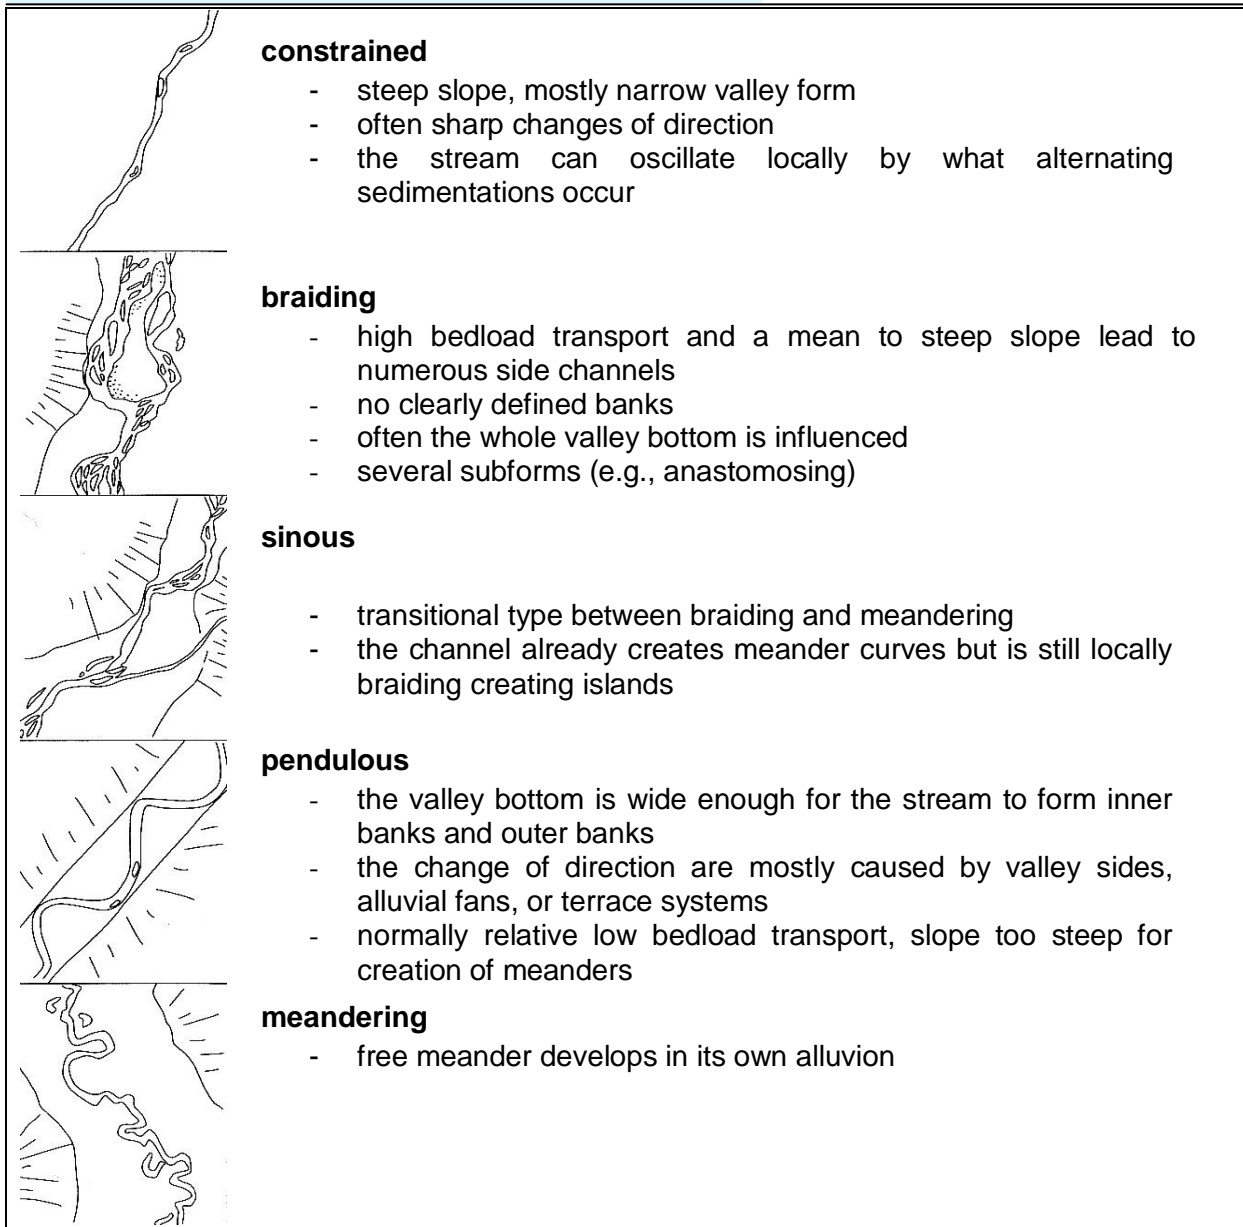 constrained
- steep slope, mostly narrow valley form
- often sharp changes of direction
- the stream can oscillate locally by what alternating
sedimentations occur
braiding
- high bedload transport and a mean to steep slope lead to
numerous side channels
- no clearly defined banks
- often the whole valley bottom is influenced
- several subforms (e.g., anastomosing)
sinous
- transitional type between braiding and meandering
- the channel already creates meander curves but is still locally
braiding creating islands
pendulous
- the valley bottom is wide enough for the stream to form inner
banks and outer banks
- the change of direction are mostly caused by valley sides,
alluvial fans, or terrace systems
- normally relative low bedload transport, slope too steep for
creation of meanders
meandering
- free meander develops in its own alluvion